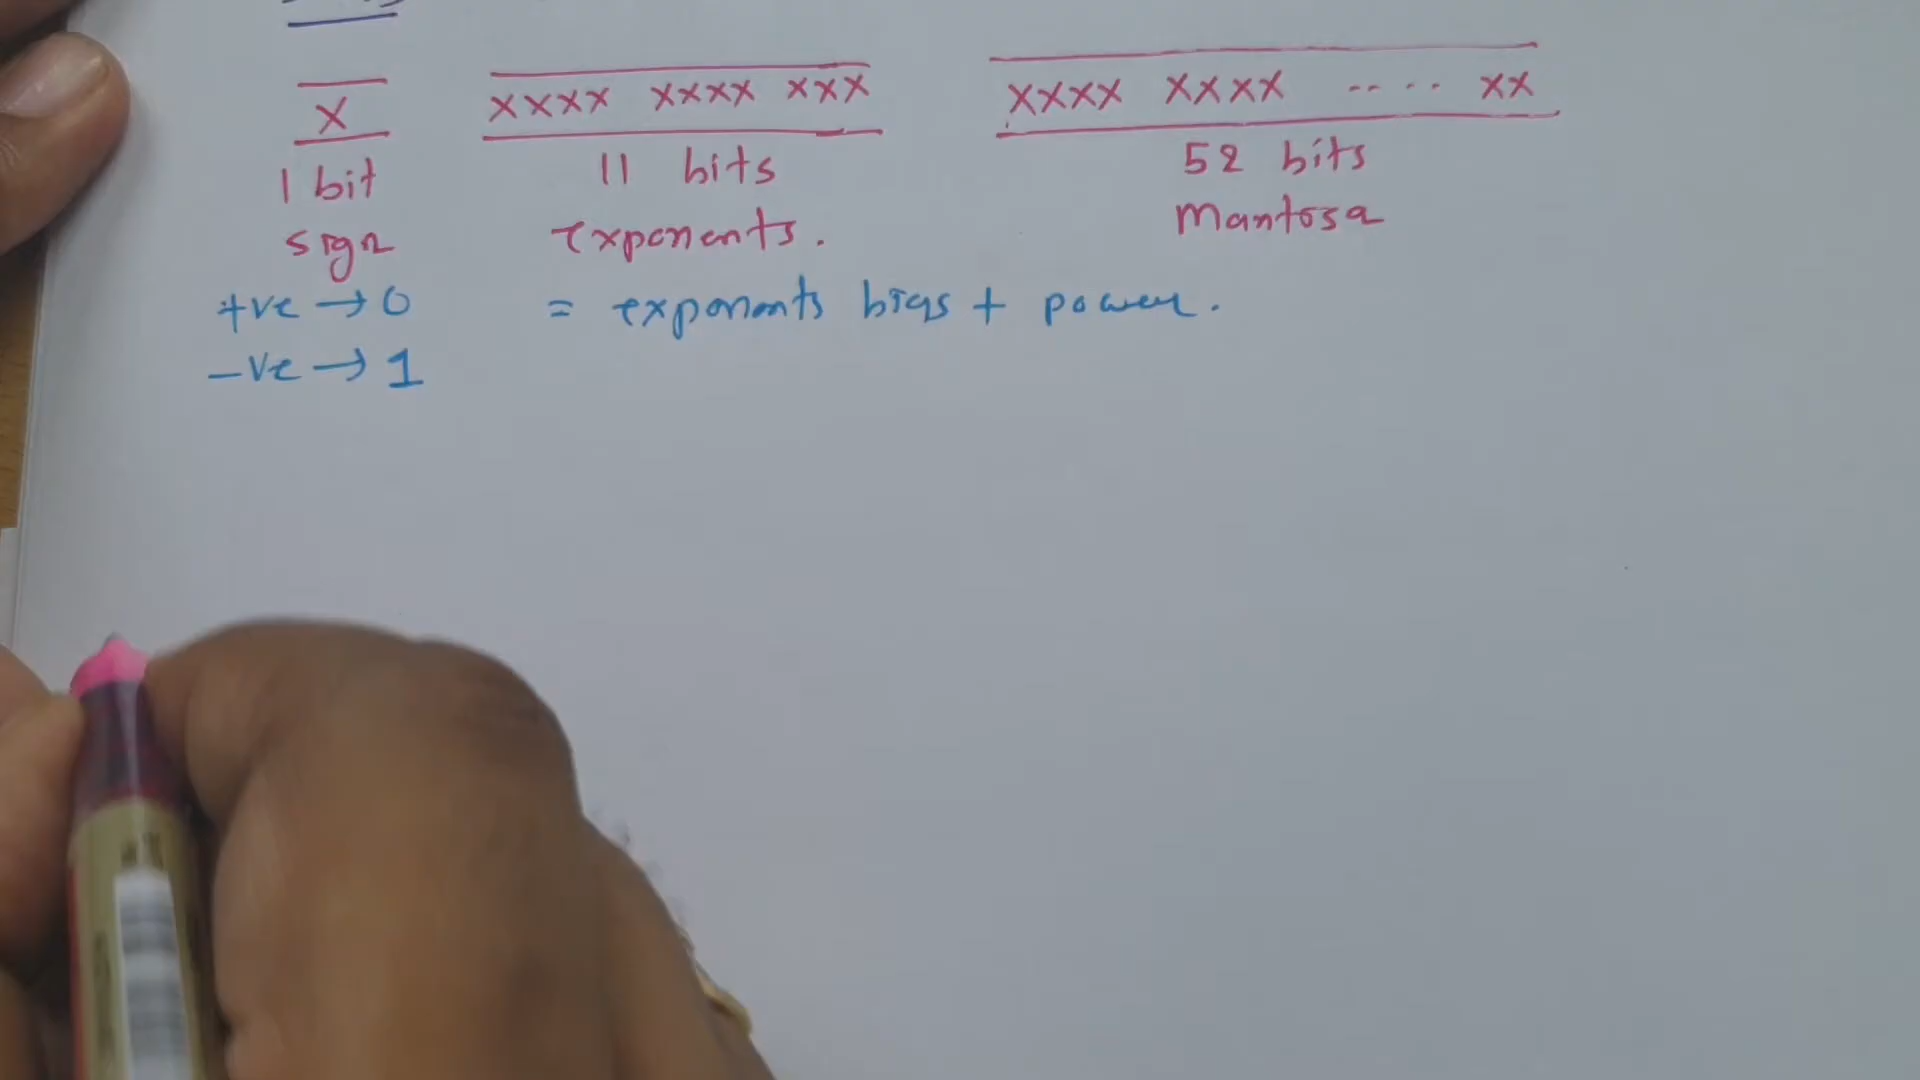 X XXXX XXXX XXX XXXX XXXX ..... XX
1 bit 11 bits 52 bits
sign exponents. Mantosa
+ve → 0 = exponents bias + power.
-ve → 1